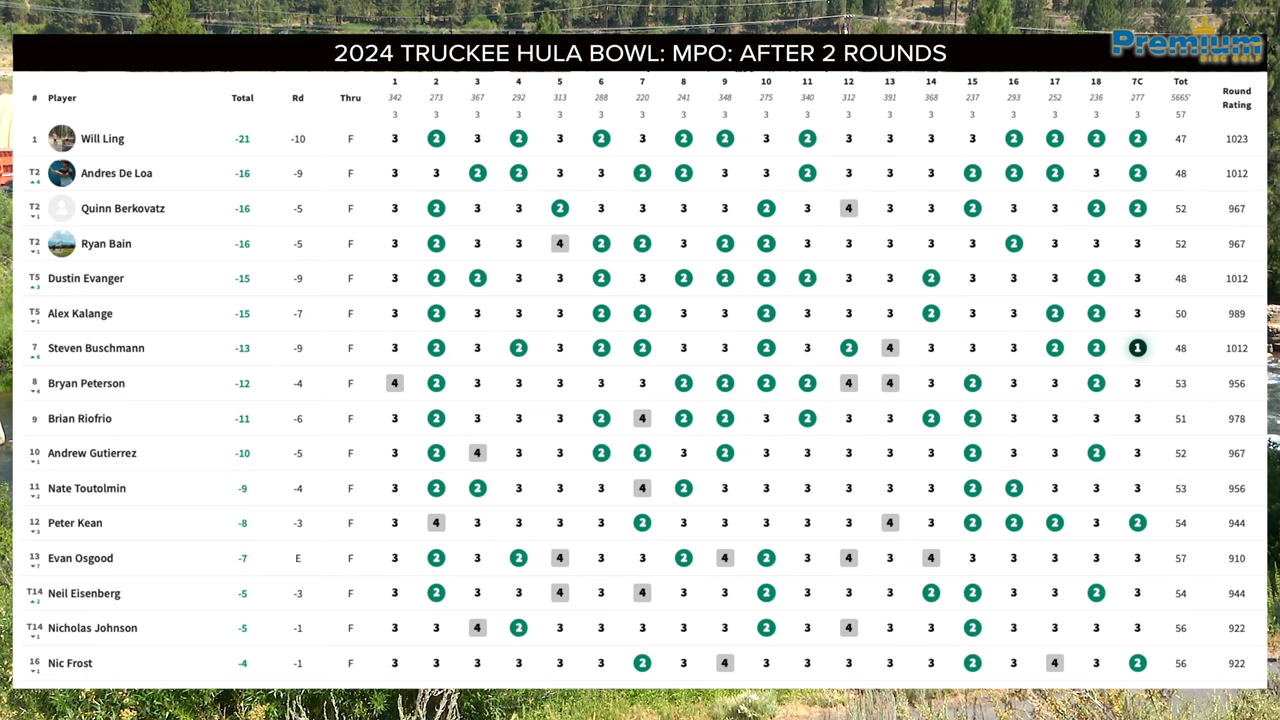 2024 TRUCKEE HULA BOWL: MPO: AFTER 2 ROUNDS
Premium
DISC GOLF
# Player Total Rd Thru 1 2 3 4 5 6 7 8 9 10 11 12 13 14 15 16 17 18 7C Tot Round Rating
342 273 367 292 313 288 220 241 348 275 340 312 391 368 237 293 252 236 277 5665'
3 3 3 3 3 3 3 3 3 3 3 3 3 3 3 3 3 3 3 57
1 Will Ling -21 -10 F 3 2 3 2 3 2 3 2 2 3 2 3 3 3 3 2 2 2 2 47 1023
T2 4 Andres De Loa -16 -9 F 3 3 2 2 3 3 2 2 3 3 2 3 3 3 2 2 2 3 2 48 1012
T2 1 Quinn Berkovatz -16 -5 F 3 2 3 3 2 3 3 3 3 2 3 4 3 3 2 3 3 2 2 52 967
T2 1 Ryan Bain -16 -5 F 3 2 3 3 4 2 2 3 2 2 3 3 3 3 3 2 3 3 3 52 967
T5 3 Dustin Evanger -15 -9 F 3 2 2 3 3 2 3 2 2 2 2 3 3 2 3 3 3 2 3 48 1012
T5 1 Alex Kalange -15 -7 F 3 2 3 3 3 2 2 3 3 2 3 3 3 2 3 3 2 2 3 50 989
7 6 Steven Buschmann -13 -9 F 3 2 3 2 3 2 2 3 3 2 3 2 4 3 3 3 2 2 1 48 1012
8 4 Bryan Peterson -12 -4 F 4 2 3 3 3 3 3 2 2 2 2 4 4 3 2 3 3 2 3 53 956
9 Brian Riofrio -11 -6 F 3 2 3 3 3 2 4 2 2 3 2 3 3 2 2 3 3 3 3 51 978
10 1 Andrew Gutierrez -10 -5 F 3 2 4 3 3 2 2 3 2 3 3 3 3 3 2 3 3 2 3 52 967
11 2 Nate Toutolmin -9 -4 F 3 2 2 3 3 3 4 2 3 3 3 3 3 3 2 2 3 3 3 53 956
12 3 Peter Kean -8 -3 F 3 4 3 3 3 3 2 3 3 3 3 3 4 3 2 2 2 3 2 54 944
13 7 Evan Osgood -7 E F 3 2 3 2 4 3 3 2 4 2 3 4 3 4 3 3 3 3 3 57 910
T14 2 Neil Eisenberg -5 -3 F 3 2 3 3 4 3 4 3 3 2 3 3 3 2 2 3 3 2 3 54 944
T14 1 Nicholas Johnson -5 -1 F 3 3 4 2 3 3 3 3 3 2 3 4 3 3 2 3 3 3 3 56 922
16 1 Nic Frost -4 -1 F 3 3 3 3 3 3 2 3 4 3 3 3 3 3 2 3 4 3 2 56 922